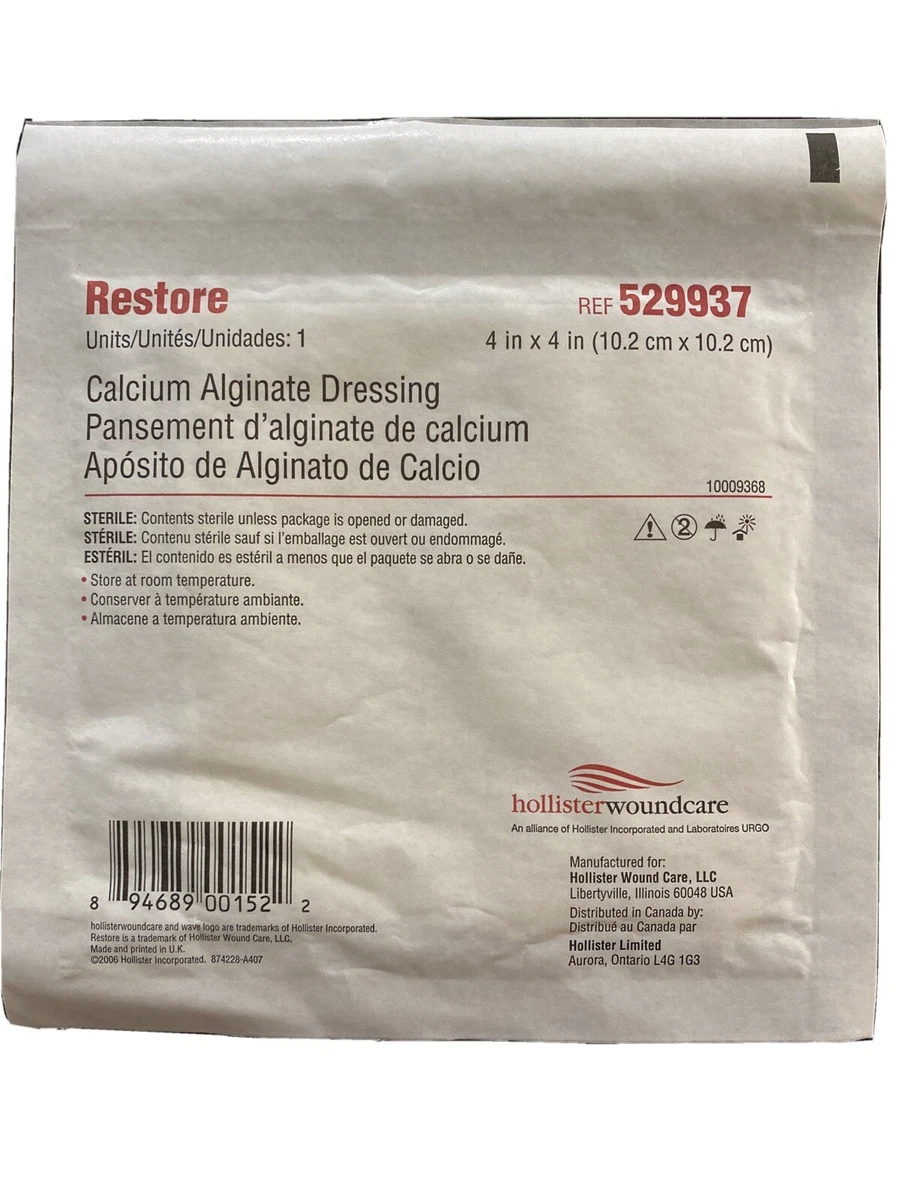 Restore
REF 529937
Units/Unités/Unidades: 1
4 in x 4 in (10.2 cm x 10.2 cm)
Calcium Alginate Dressing
Pansement d'alginate de calcium
Apósito de Alginato de Calcio
10009368
STERILE: Contents sterile unless package is opened or damaged.
STÉRILE: Contenu stérile sauf si l'emballage est ouvert ou endommagé.
ESTÉRIL: El contenido es estéril a menos que el paquete se abra o se dañe.
2
• Store at room temperature.
• Conserver à température ambiante.
• Almacene a temperatura ambiente.
hollisterwoundcare
An alliance of Hollister Incorporated and Laboratoires URGO
Manufactured for:
Hollister Wound Care, LLC
Libertyville, Illinois 60048 USA
Distributed in Canada by:
Distribué au Canada par
Hollister Limited
Aurora, Ontario L4G 1G3
8 94689 00152 2
hollisterwoundcare and wave logo are trademarks of Hollister Incorporated.
Restore is a trademark of Hollister Wound Care, LLC.
Made and printed in U.K.
©2006 Hollister Incorporated. 874228-A407